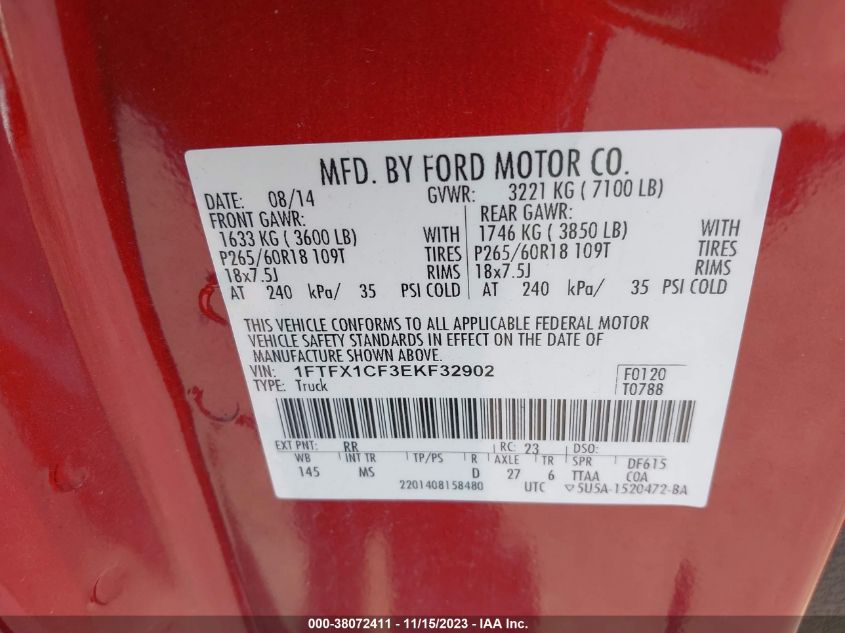 MFD. BY FORD MOTOR CO.
DATE: 08/14 GVWR: 3221 KG ( 7100 LB)
FRONT GAWR: REAR GAWR:
1633 KG ( 3600 LB) WITH 1746 KG ( 3850 LB) WITH
P265/60R18 109T TIRES P265/60R18 109T TIRES
18x7.5J RIMS 18x7.5J RIMS
AT 240 kPa/ 35 PSI COLD AT 240 kPa/ 35 PSI COLD
THIS VEHICLE CONFORMS TO ALL APPLICABLE FEDERAL MOTOR
VEHICLE SAFETY STANDARDS IN EFFECT ON THE DATE OF
MANUFACTURE SHOWN ABOVE.
VIN: 1FTFX1CF3EKF32902 F0120
TYPE: Truck T0788
EXT PNT: RR RC: 23 DSO:
WB INT TR TP/PS R AXLE TR SPR DF615
145 MS D 27 6 TTAA COA
2201408158480 UTC ▽5U5A-1520472-BA
000-38072411 - 11/15/2023 - IAA Inc.